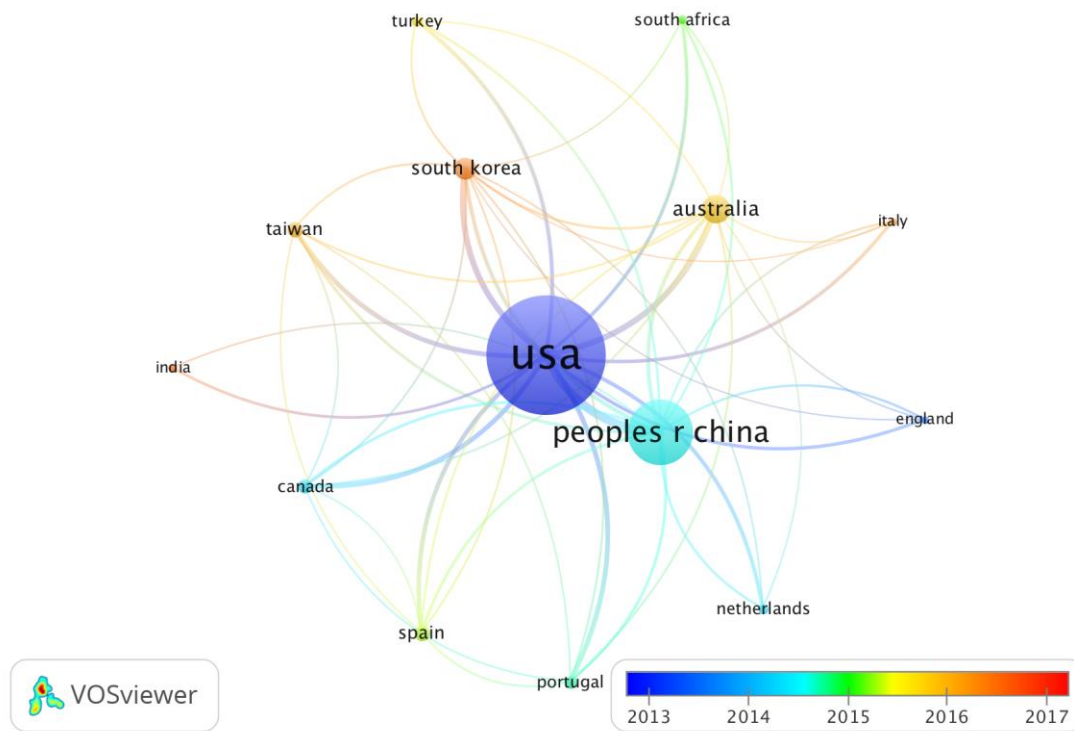 turkey
south africa
south korea
australia
italy
taiwan
usa
india
peoples r china
england
canada
netherlands
spain
portugal
VOSviewer
2013 2014 2015 2016 2017